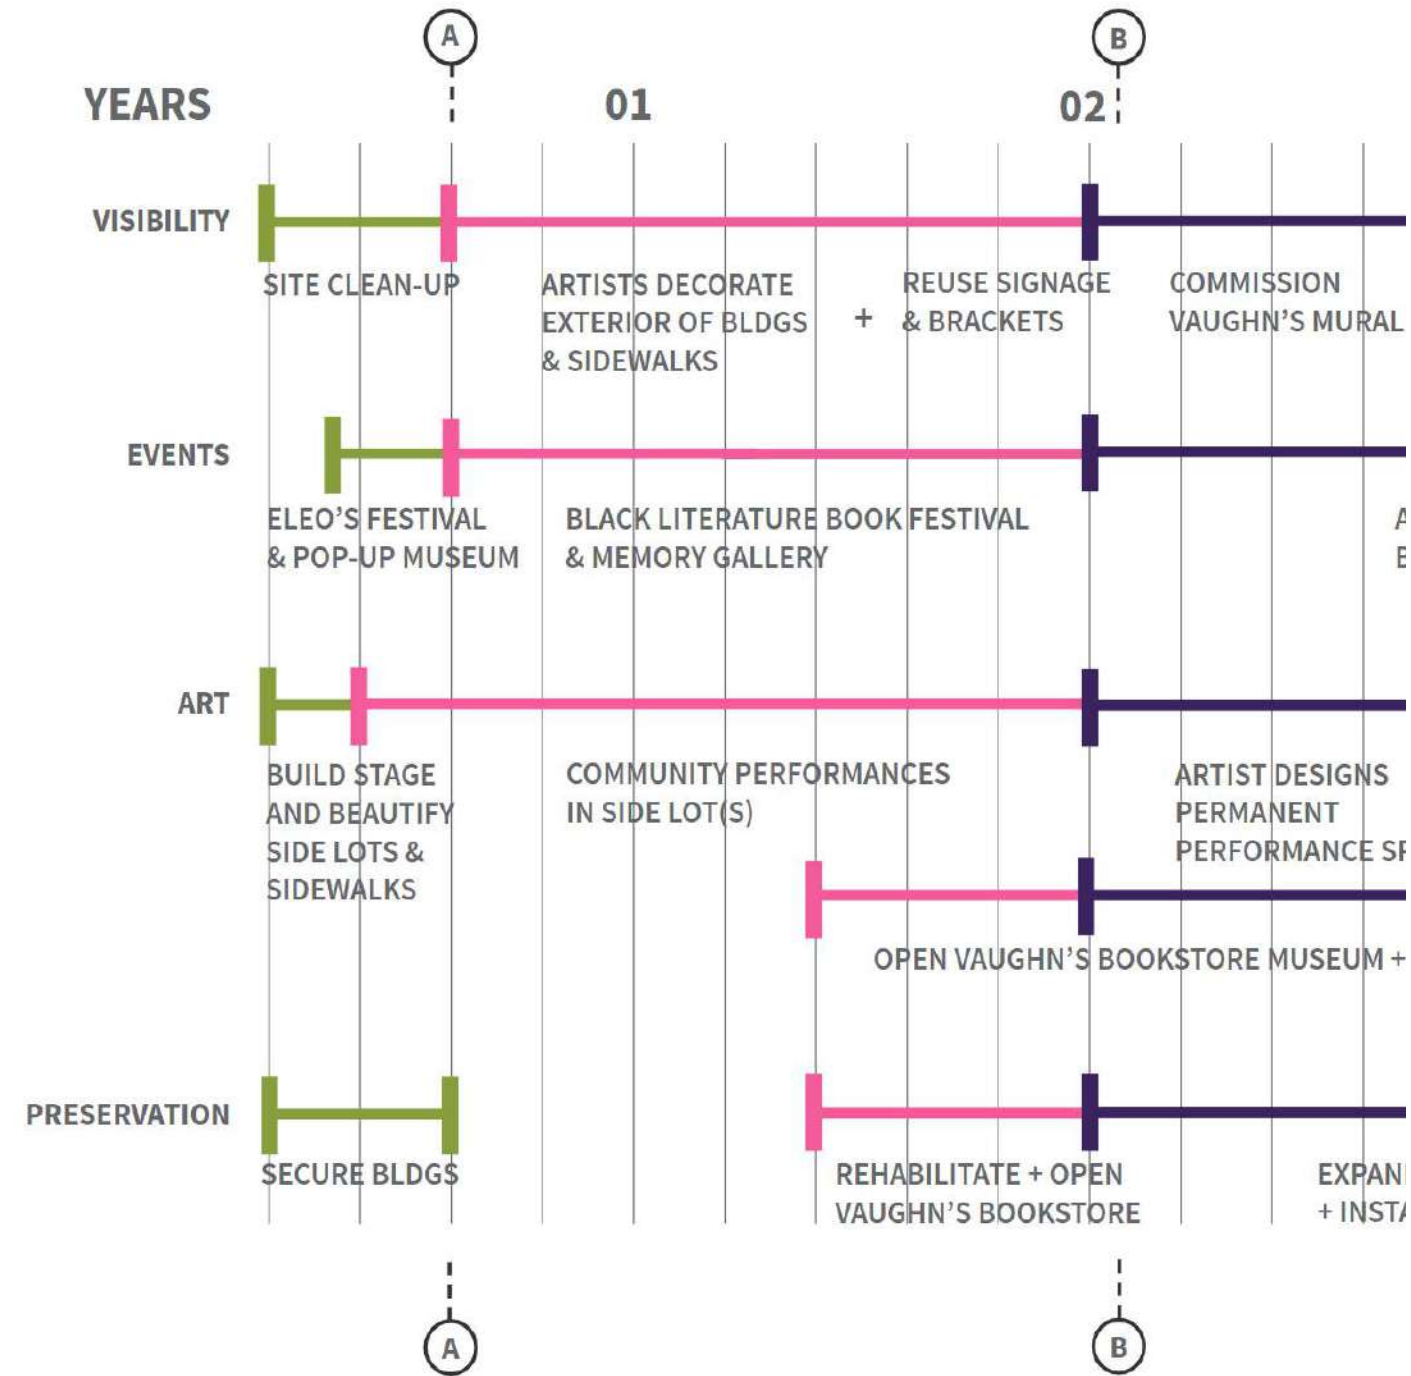 A B
YEARS 01 02
VISIBILITY
SITE CLEAN-UP
ARTISTS DECORATE
EXTERIOR OF BLDGS
& SIDEWALKS
+
REUSE SIGNAGE
& BRACKETS
COMMISSION
VAUGHN'S MURAL
EVENTS
ELEO'S FESTIVAL
& POP-UP MUSEUM
BLACK LITERATURE BOOK FESTIVAL
& MEMORY GALLERY
ART
BUILD STAGE
AND BEAUTIFY
SIDE LOTS &
SIDEWALKS
COMMUNITY PERFORMANCES
IN SIDE LOT(S)
ARTIST DESIGNS
PERMANENT
PERFORMANCE
OPEN VAUGHN'S BOOKSTORE MUSEUM +
PRESERVATION
SECURE BLDGS
REHABILITATE + OPEN
VAUGHN'S BOOKSTORE
+
A B